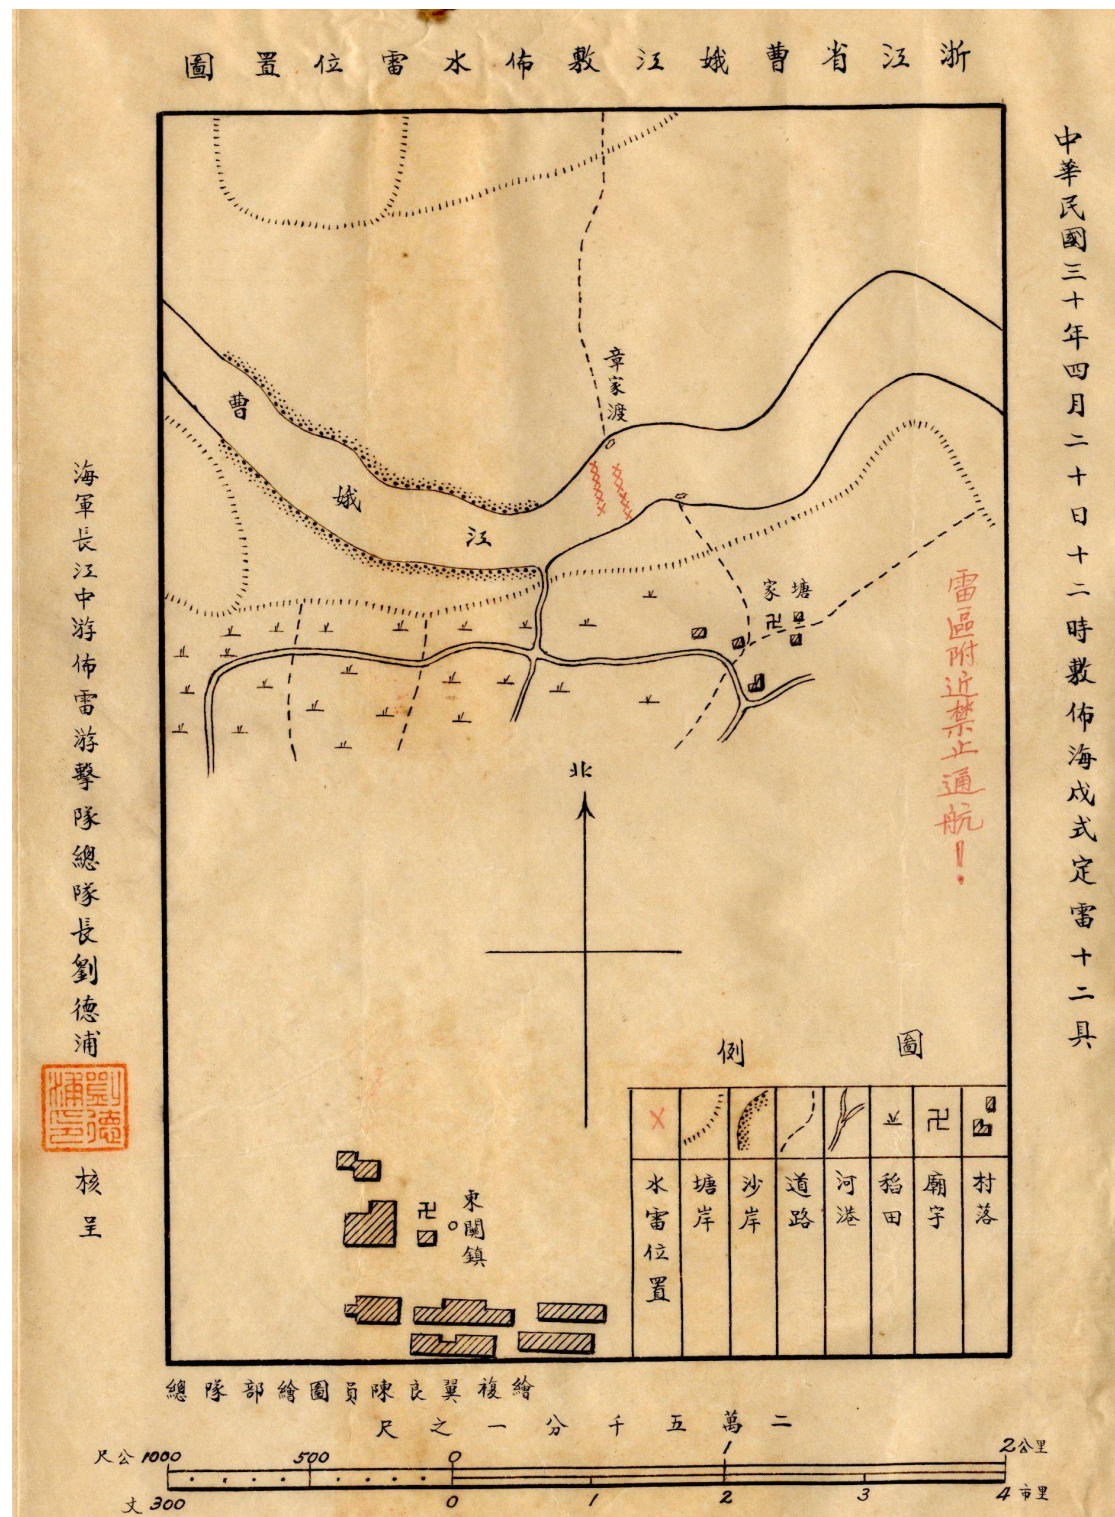 浙江省曹娥江敷佈水雷位置圖
中華民國三十年四月二十日十二時敷佈海戊式定雷十二具
章家渡
曹娥江
塘家
卍
雷區附近禁止通航！
北
圖例
村落
廟宇
稻田
河港
道路
沙岸
塘岸
水雷位置
卍
東關鎮
海軍長江中游佈雷游擊隊總隊長劉德浦
劉德浦印
核呈
總隊部繪圖員陳良翼複繪
二萬五千分一之尺
尺公 1000 500 0 1 2 公里
丈 300 0 1 2 3 4 市里